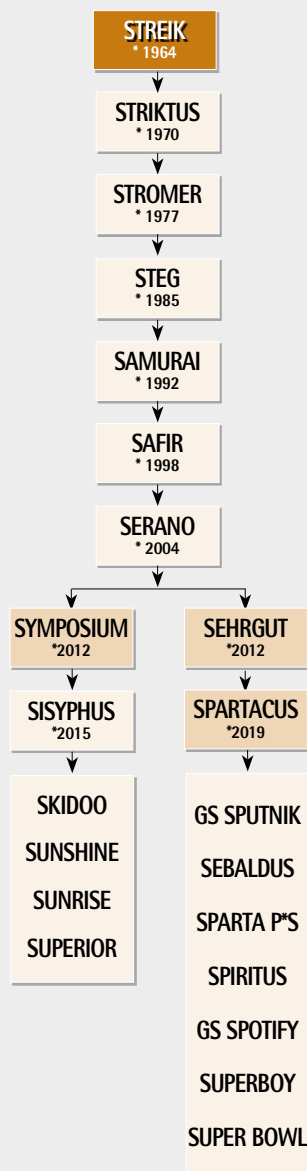 STREIK
* 1964
STRIKTUS
* 1970
STROMER
* 1977
STEG
* 1985
SAMURAI
* 1992
SAFIR
* 1998
SERANO
* 2004
SYMPOSIUM
*2012
SISYPHUS
*2015
SKIDOO
SUNSHINE
SUNRISE
SUPERIOR
SEHRGUT
*2012
SPARTACUS
*2019
GS SPUTNIK
SEBALDUS
SPARTA P*S
SPIRITUS
GS SPOTIFY
SUPERBOY
SUPER BOWL